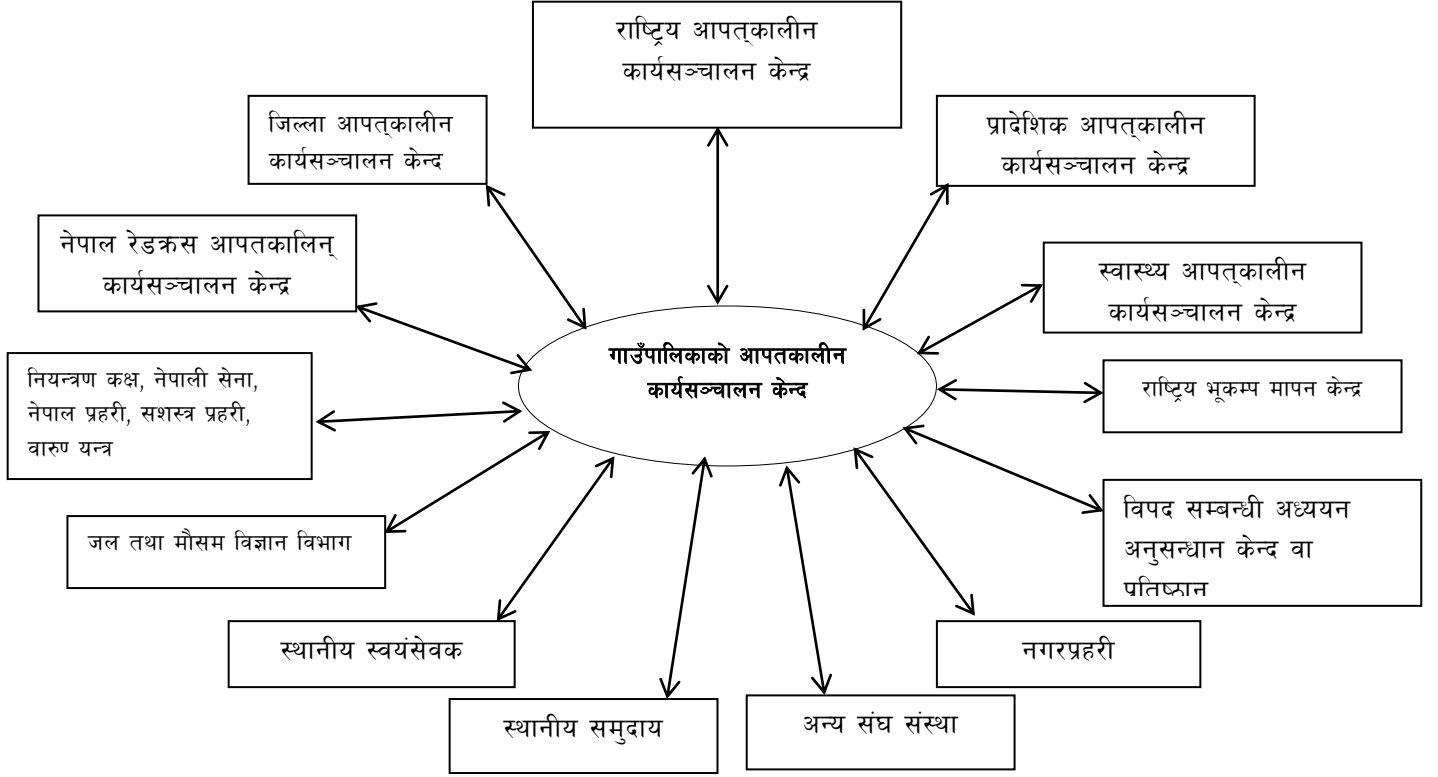 राष्ट्रिय आपत्कालीन
कार्यसञ्चालन केन्द्र
जिल्ला आपत्कालीन
कार्यसञ्चालन केन्द
प्रादेशिक आपत्कालीन
कार्यसञ्चालन केन्द्र
नेपाल रेडक्रस आपतकालिन्
कार्यसञ्चालन केन्द्र
स्वास्थ्य आपत्कालीन
कार्यसञ्चालन केन्द्र
गाउँपालिकाको आपतकालीन
कार्यसञ्चालन केन्द
नियन्त्रण कक्ष, नेपाली सेना,
नेपाल प्रहरी, सशस्त्र प्रहरी,
वारुण यन्त्र
राष्ट्रिय भूकम्प मापन केन्द्र
जल तथा मौसम विज्ञान विभाग
विपद सम्बन्धी अध्ययन
अनुसन्धान केन्द वा
प्रतिष्ठान
स्थानीय स्वयंसेवक
नगरप्रहरी
स्थानीय समुदाय
अन्य संघ संस्था